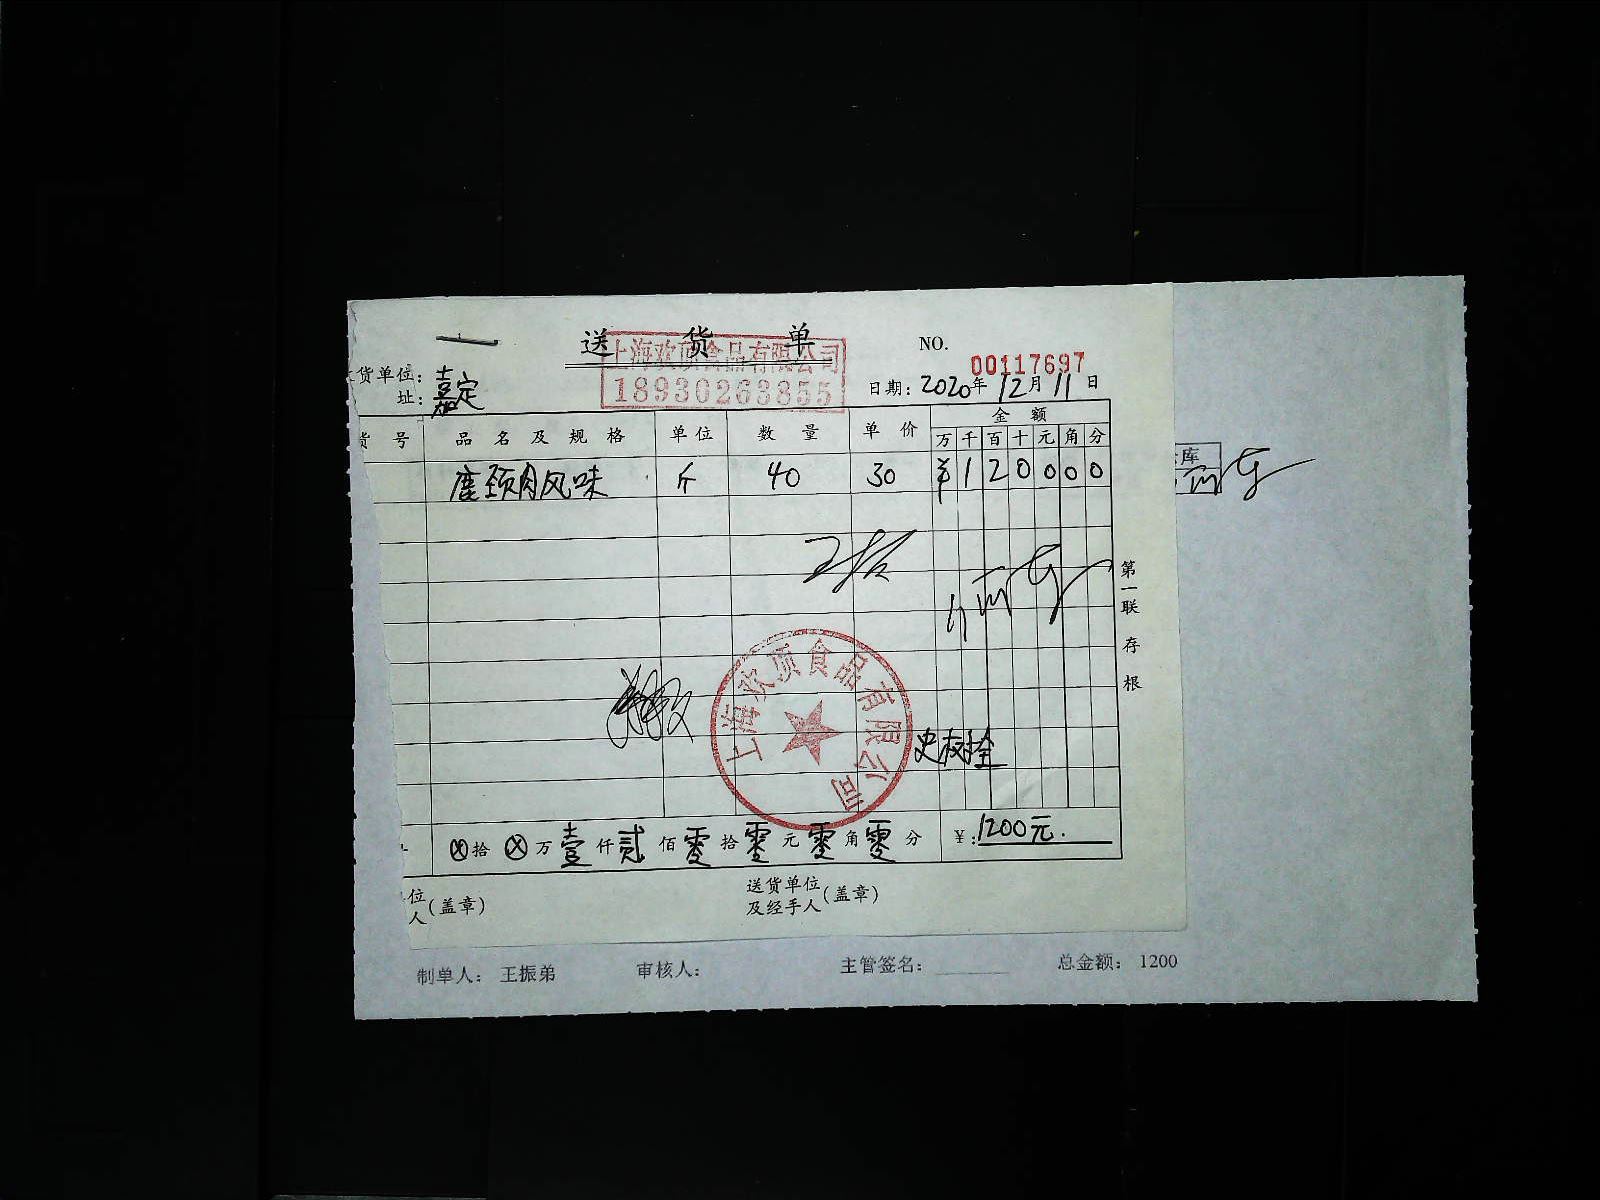 送货单
上海欢顶食品有限公司
18930263855
NO. 00117697
货单位: 嘉定
址:
日期: 2020年12月11日
货号 品名及规格 单位 数量 单价 金额
万千百十元角分
鹿颈肉风味 斤 40 30 ¥120000
库
第一联存根
上海欢顶食品有限公司
史树拴
⊗拾⊗万壹仟贰佰零拾零元零角零分 ¥:1200元.
位
人(盖章)
送货单位
及经手人(盖章)
制单人: 王振弟 审核人: 主管签名: 总金额: 1200